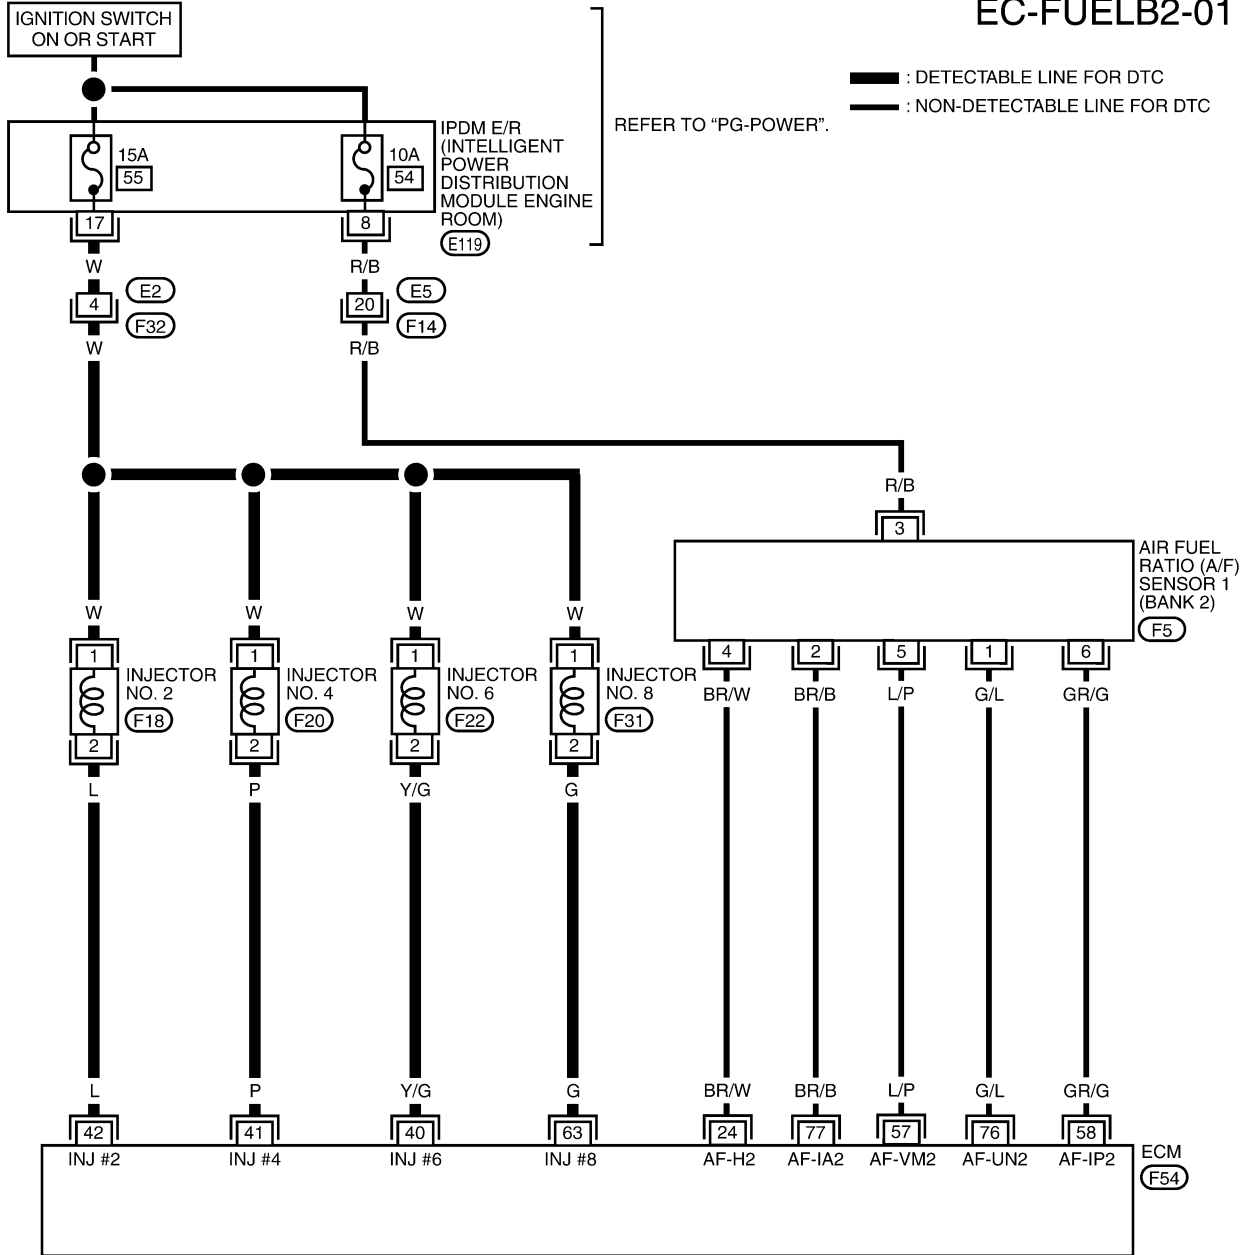 EC-FUELB2-01
IGNITION SWITCH
ON OR START
: DETECTABLE LINE FOR DTC
: NON-DETECTABLE LINE FOR DTC
REFER TO “PG-POWER”.
IPDM E/R
(INTELLIGENT
POWER
DISTRIBUTION
MODULE ENGINE
ROOM)
E119
15A
55
10A
54
17
8
W
R/B
4
E2
F32
20
E5
F14
W
R/B
R/B
3
AIR FUEL
RATIO (A/F)
SENSOR 1
(BANK 2)
F5
W
W
W
W
1
1
1
1
INJECTOR
NO. 2
F18
INJECTOR
NO. 4
F20
INJECTOR
NO. 6
F22
INJECTOR
NO. 8
F31
4
2
5
1
6
BR/W
BR/B
L/P
G/L
GR/G
2
2
2
2
L
P
Y/G
G
L
P
Y/G
G
BR/W
BR/B
L/P
G/L
GR/G
42
41
40
63
24
77
57
76
58
INJ #2
INJ #4
INJ #6
INJ #8
AF-H2
AF-IA2
AF-VM2
AF-UN2
AF-IP2
ECM
F54